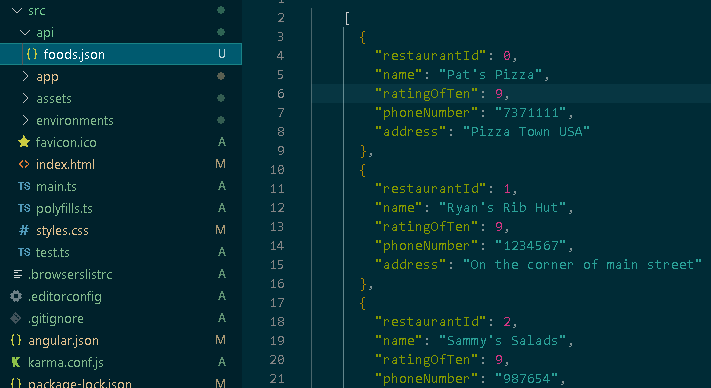 src
api
{} foods.json U
app
assets
environments
favicon.ico A
<> index.html M
TS main.ts A
TS polyfills.ts A
# styles.css M
TS test.ts A
.browserslistrc A
.editorconfig A
.gitignore A
angular.json M
K karma.conf.js A
package-lock.json M
2 [
3 {
4 "restaurantId": 0,
5 "name": "Pat's Pizza",
6 "ratingOfTen": 9,
7 "phoneNumber": "7371111",
8 "address": "Pizza Town USA"
9 },
10 {
11 "restaurantId": 1,
12 "name": "Ryan's Rib Hut",
13 "ratingOfTen": 9,
14 "phoneNumber": "1234567",
15 "address": "On the corner of main street"
16 },
17 {
18 "restaurantId": 2,
19 "name": "Sammy's Salads",
20 "ratingOfTen": 9,
21 "phoneNumber": "987654",